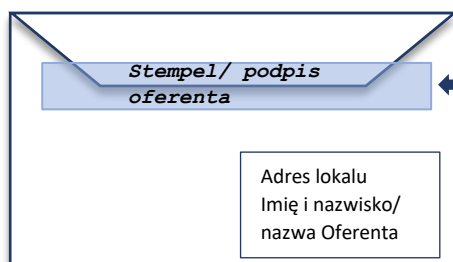 Stempel/ podpis
oferenta
Adres lokalu
Imię i nazwisko/
nazwa Oferenta